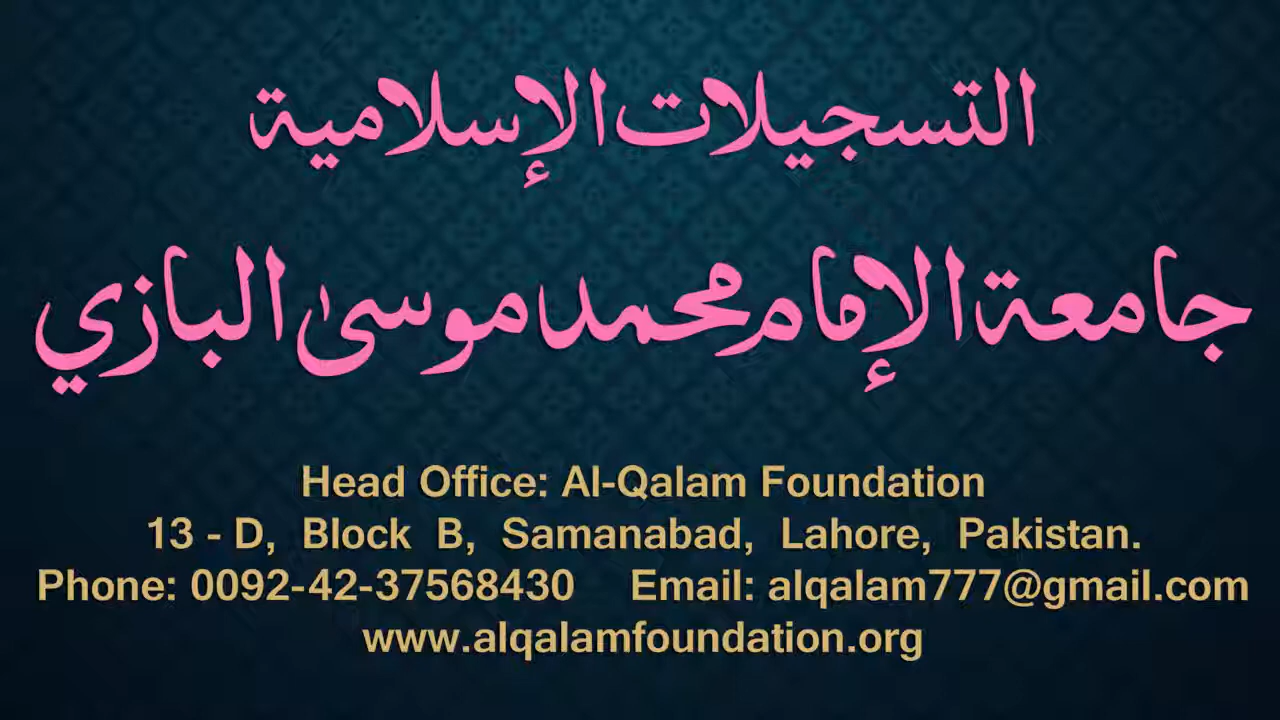 التسجيلات الإسلامية
جامعة الإمام محمد موسىٰ البازي
Head Office: Al-Qalam Foundation
13 - D, Block B, Samanabad, Lahore, Pakistan.
Phone: 0092-42-37568430 Email: alqalam777@gmail.com
www.alqalamfoundation.org